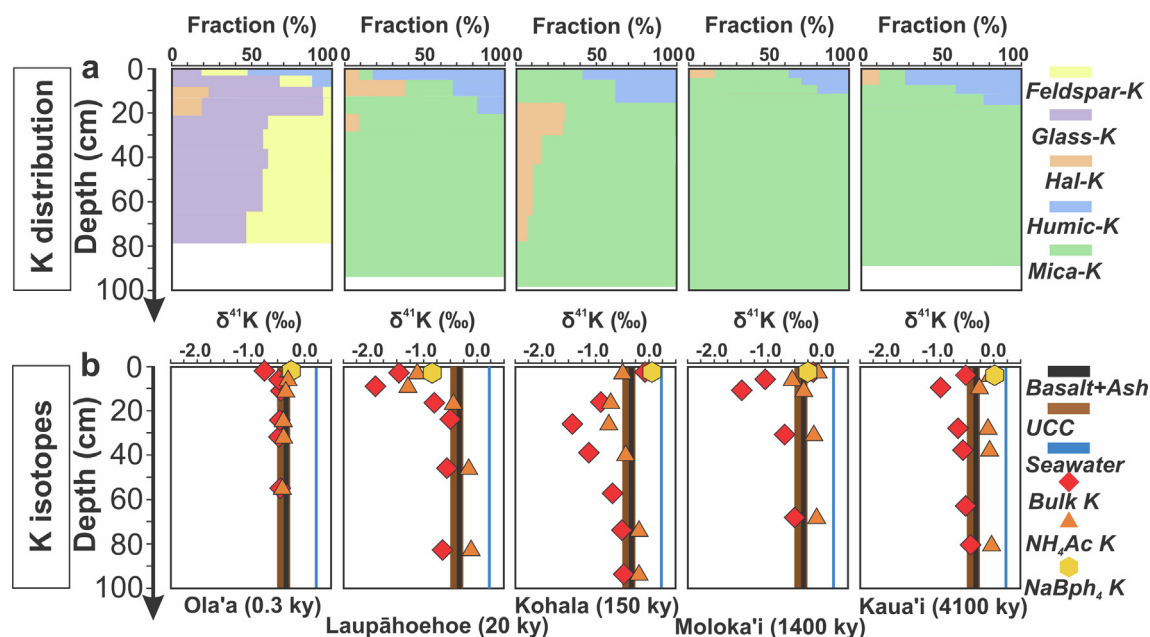 Fraction (%) Fraction (%) Fraction (%) Fraction (%) Fraction (%)
0 50 100 0 50 100 0 50 100 0 50 100 0 50 100
K distribution
a
Depth (cm)
0
20
40
60
80
100
Feldspar-K
Glass-K
Hal-K
Humic-K
Mica-K
δ⁴¹K (‰) δ⁴¹K (‰) δ⁴¹K (‰) δ⁴¹K (‰) δ⁴¹K (‰)
-2.0 -1.0 0.0 -2.0 -1.0 0.0 -2.0 -1.0 0.0 -2.0 -1.0 0.0 -2.0 -1.0 0.0
K isotopes
b
Depth (cm)
0
20
40
60
80
100
Basalt+Ash
UCC
Seawater
Bulk K
NH₄Ac K
NaBph₄ K
Ola'a (0.3 ky) Kohala (150 ky) Kaua'i (4100 ky)
Laupāhoehoe (20 ky) Moloka'i (1400 ky)